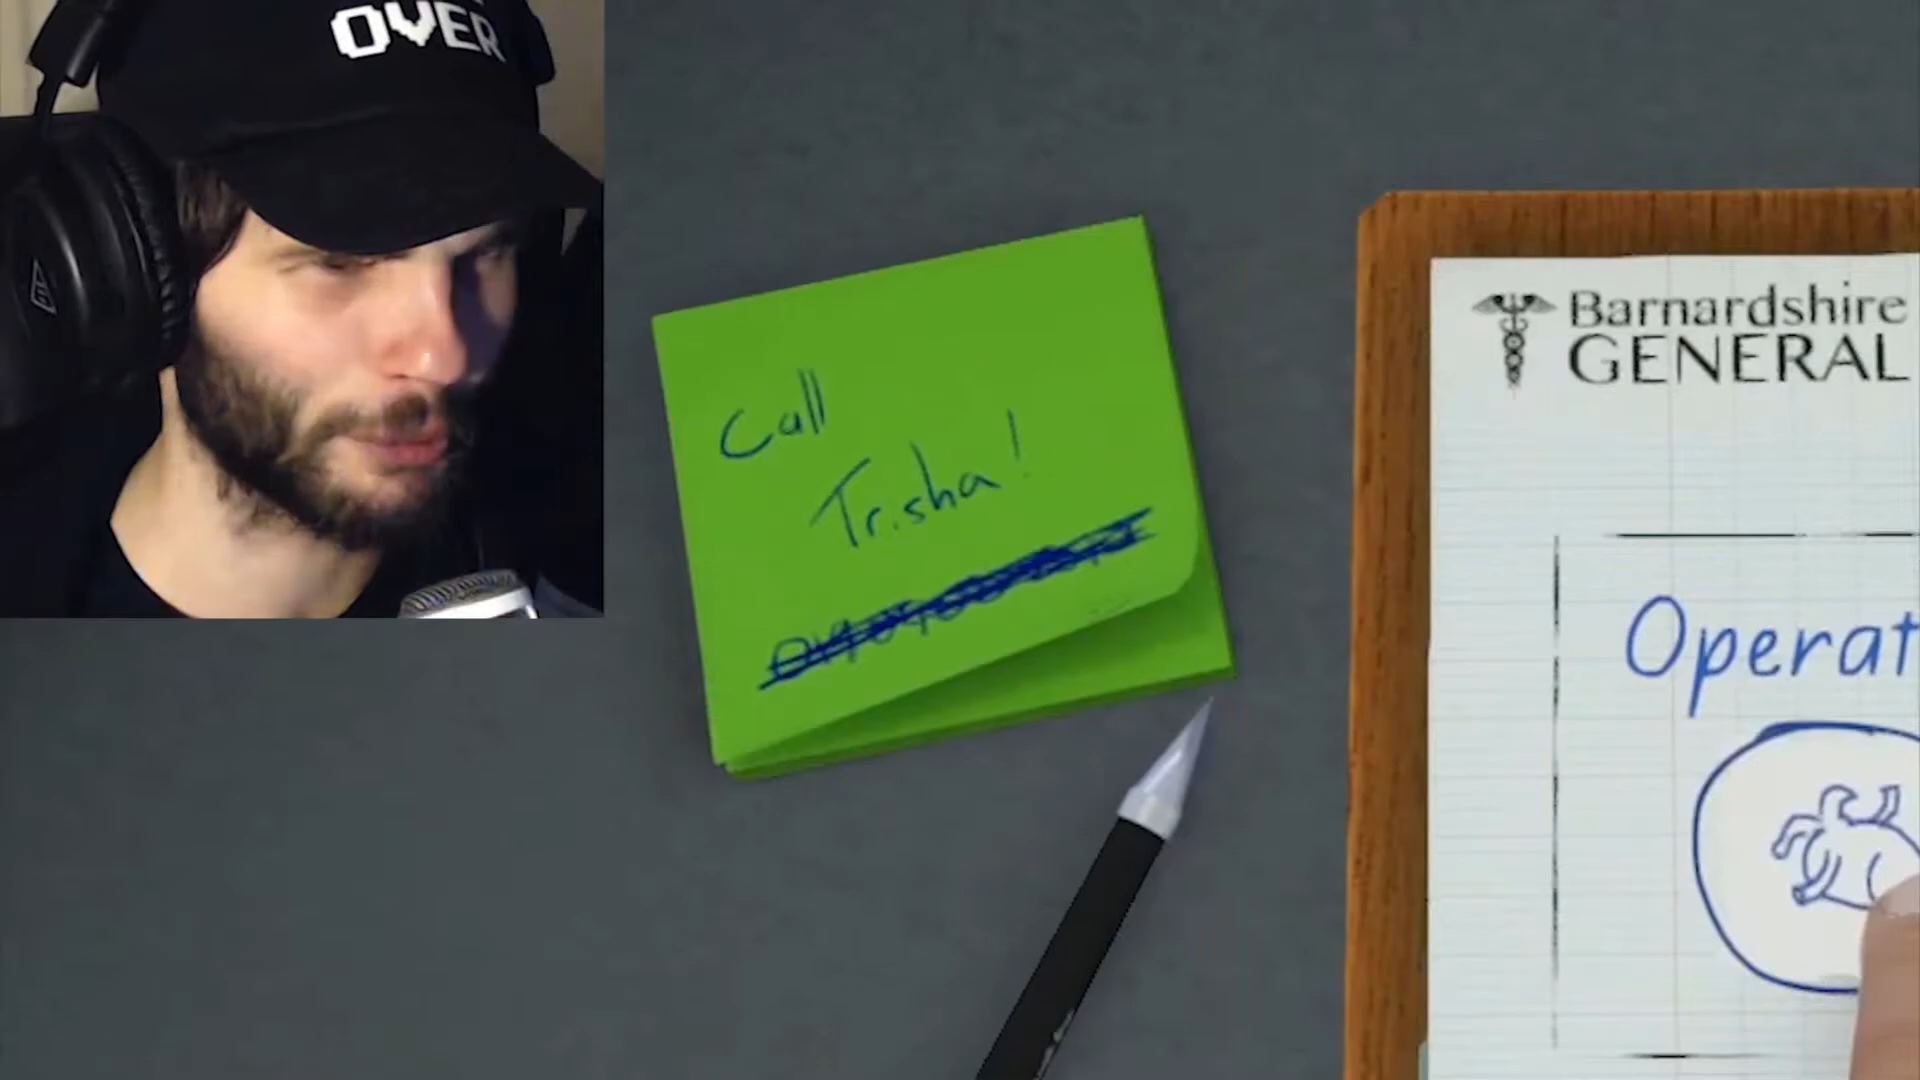 OVER
Call
Trisha!
Barnardshire
GENERAL
Operat